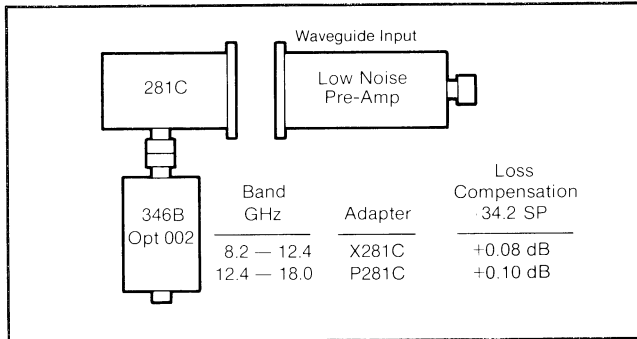 Waveguide Input
281C
Low Noise
Pre-Amp
346B
Opt 002
Band
GHz
Adapter
Loss
Compensation
34.2 SP
8.2 — 12.4 X281C +0.08 dB
12.4 — 18.0 P281C +0.10 dB